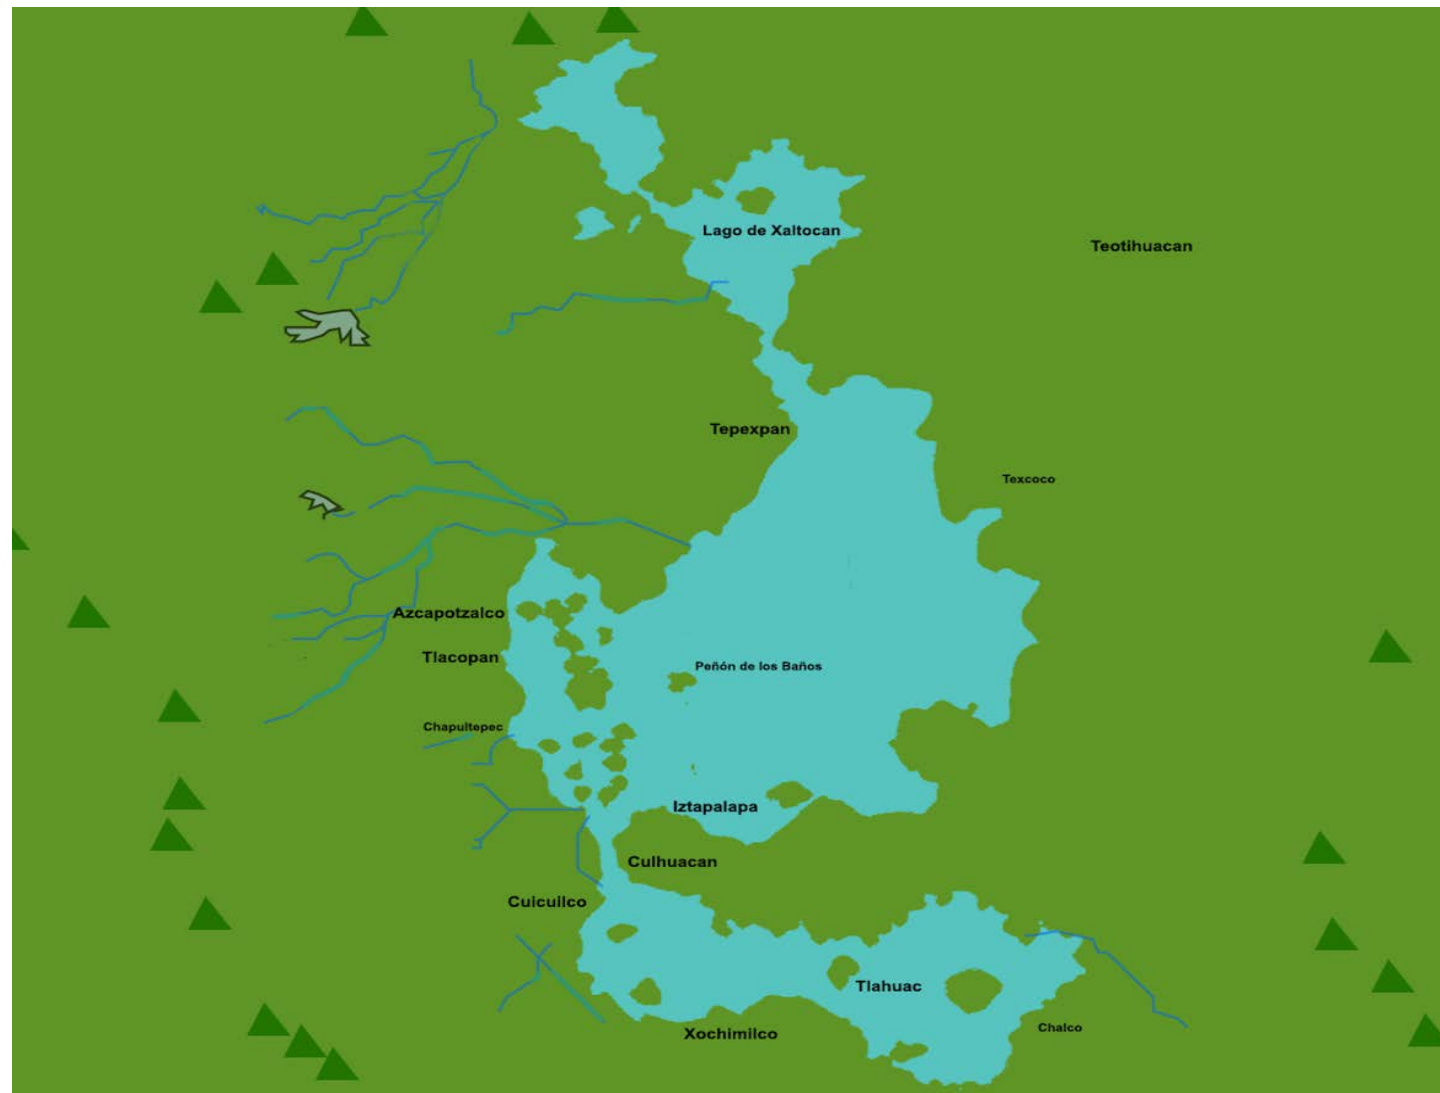 Lago de Xaltocan
Teotihuacan
Tepexpan
Texcoco
Azcapotzalco
Tlacopan
Peñón de los Baños
Chapultepec
Iztapalapa
Culhuacan
Cuicuilco
Tlahuac
Xochimilco
Chalco